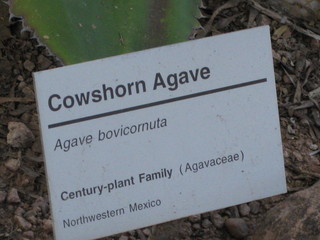 Cowshorn Agave
Agave bovicornuta
Century-plant Family (Agavaceae)
Northwestern Mexico